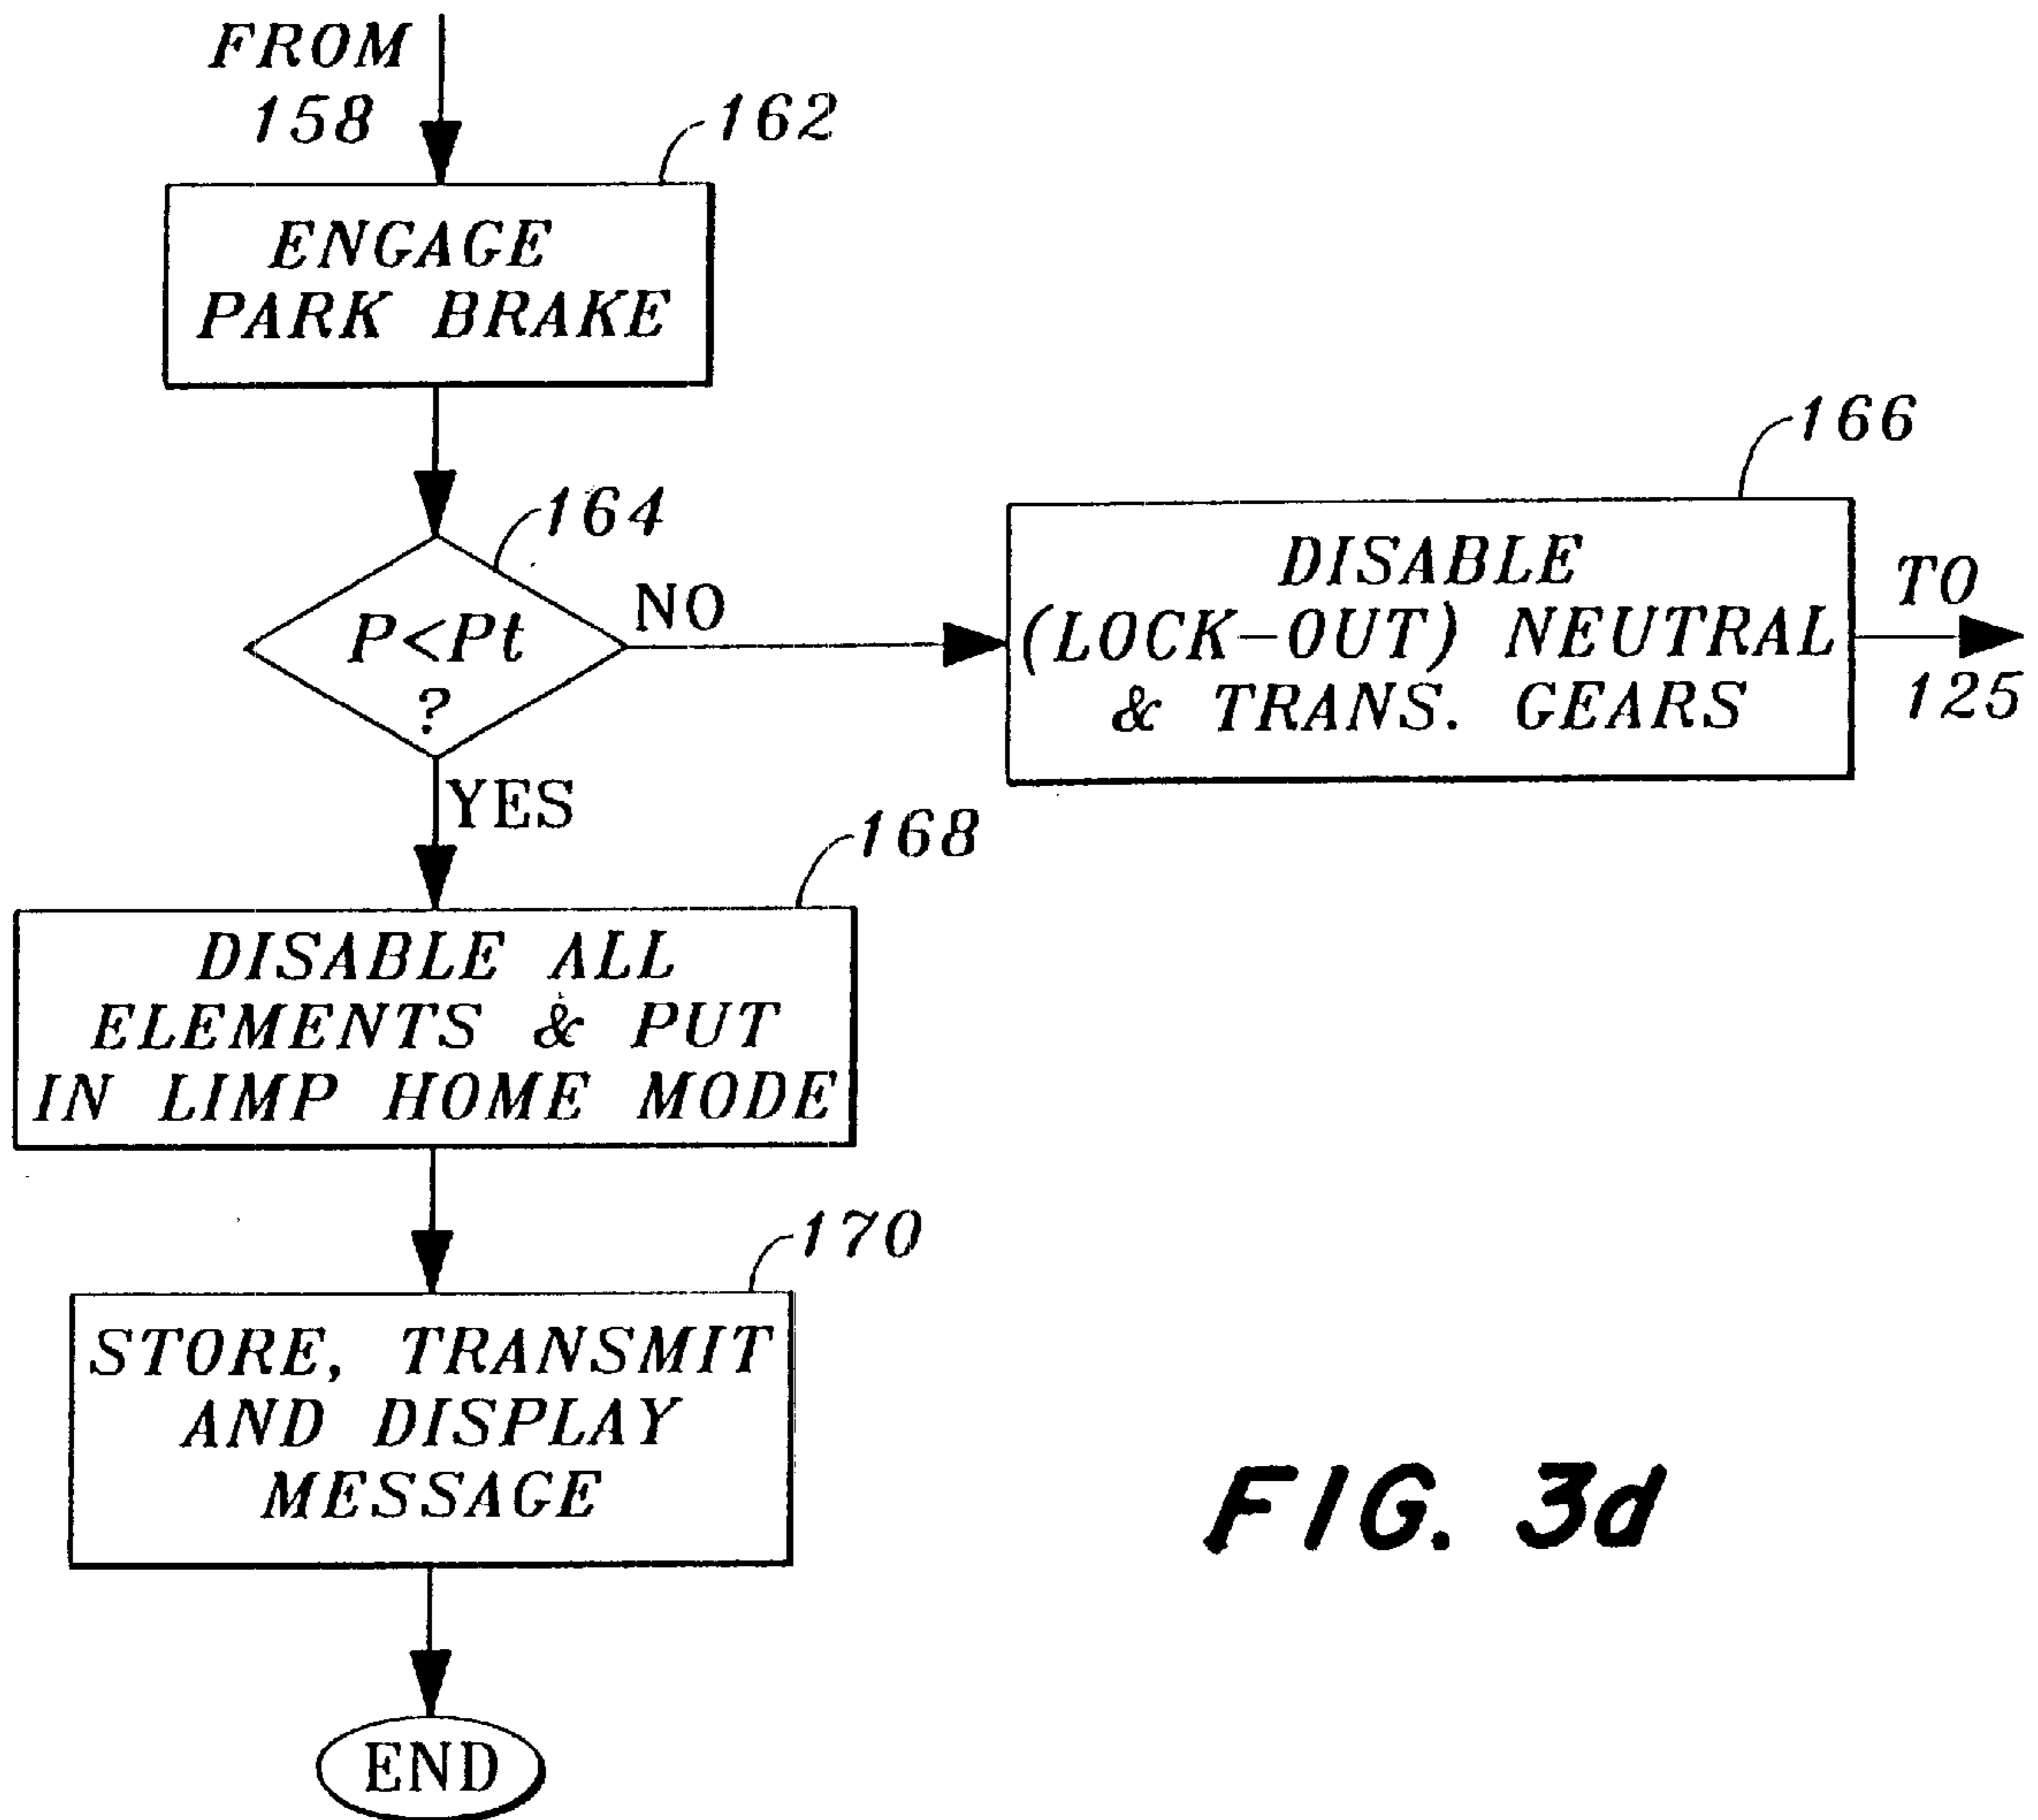 FROM
158
162
ENGAGE
PARK BRAKE
164
P<Pt
?
NO
166
DISABLE
(LOCK-OUT) NEUTRAL
& TRANS. GEARS
TO
125
YES
168
DISABLE ALL
ELEMENTS & PUT
IN LIMP HOME MODE
170
STORE, TRANSMIT
AND DISPLAY
MESSAGE
END
FIG. 3d